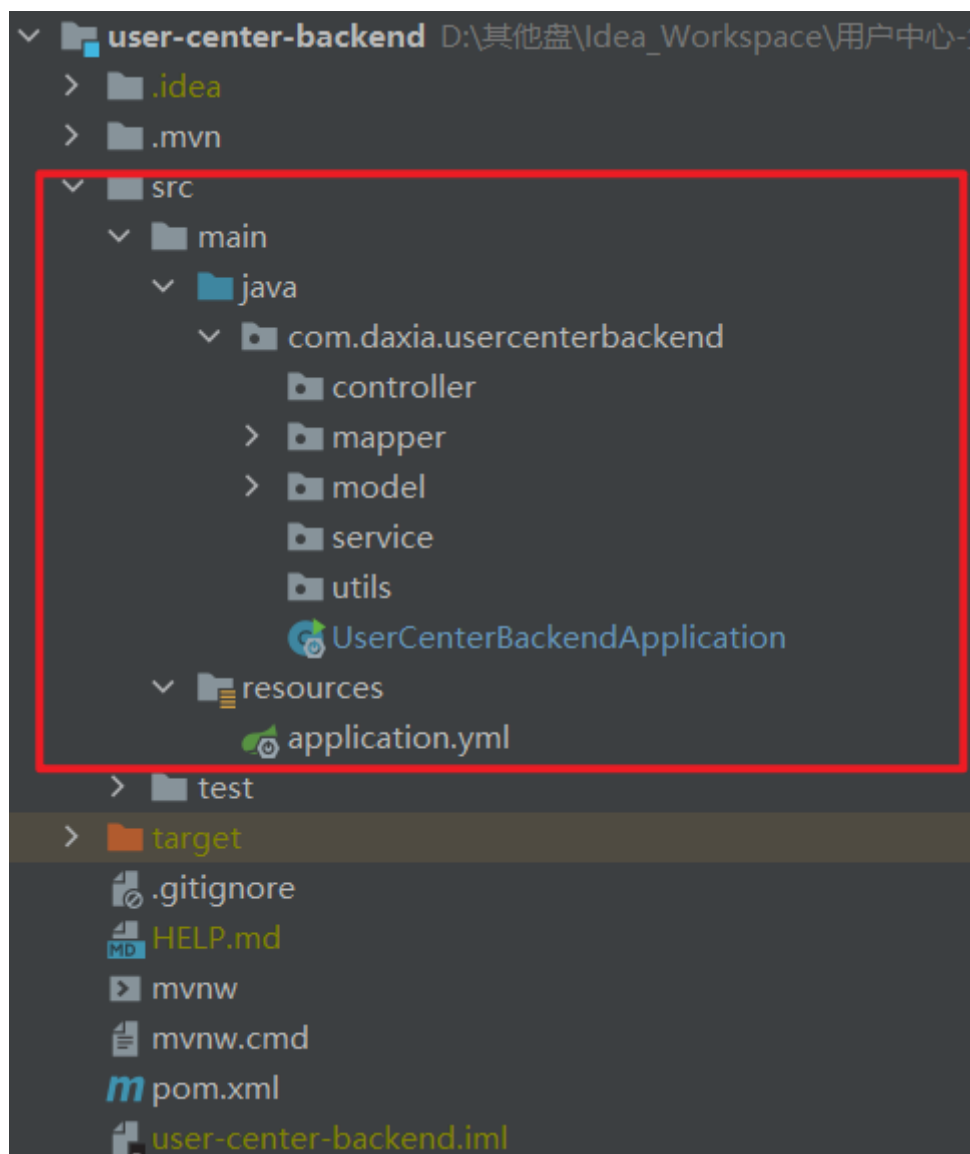 user-center-backend D:\其他盘\Idea_Workspace\用户中心-
.idea
.mvn
src
main
java
com.daxia.usercenterbackend
controller
mapper
model
service
utils
UserCenterBackendApplication
resources
application.yml
test
target
.gitignore
HELP.md
mvnw
mvnw.cmd
pom.xml
user-center-backend.iml